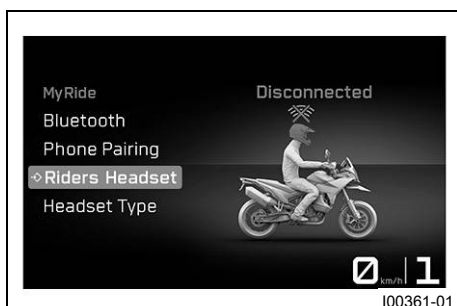 MyRide
Disconnected
Bluetooth
Phone Pairing
Riders Headset
Headset Type
0 km/h 1
I00361-01